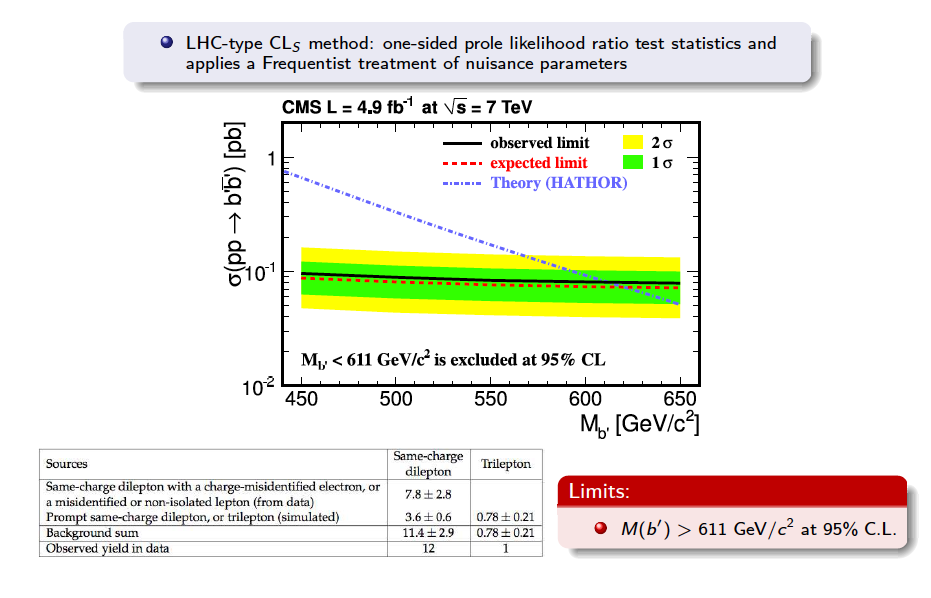 LHC-type CL_S method: one-sided prole likelihood ratio test statistics and
applies a Frequentist treatment of nuisance parameters
CMS L = 4.9 fb⁻¹ at √s = 7 TeV
observed limit
2 σ
expected limit
1 σ
Theory (HATHOR)
σ(pp → b'b̄') [pb]
1
10⁻¹
10⁻²
M_b' < 611 GeV/c² is excluded at 95% CL
450 500 550 600 650
M_b' [GeV/c²]
Sources
Same-charge
dilepton
Trilepton
Same-charge dilepton with a charge-misidentified electron, or
a misidentified or non-isolated lepton (from data)
7.8 ± 2.8
Prompt same-charge dilepton, or trilepton (simulated) 3.6 ± 0.6 0.78 ± 0.21
Background sum 11.4 ± 2.9 0.78 ± 0.21
Observed yield in data 12 1
Limits:
M(b′) > 611 GeV/c² at 95% C.L.